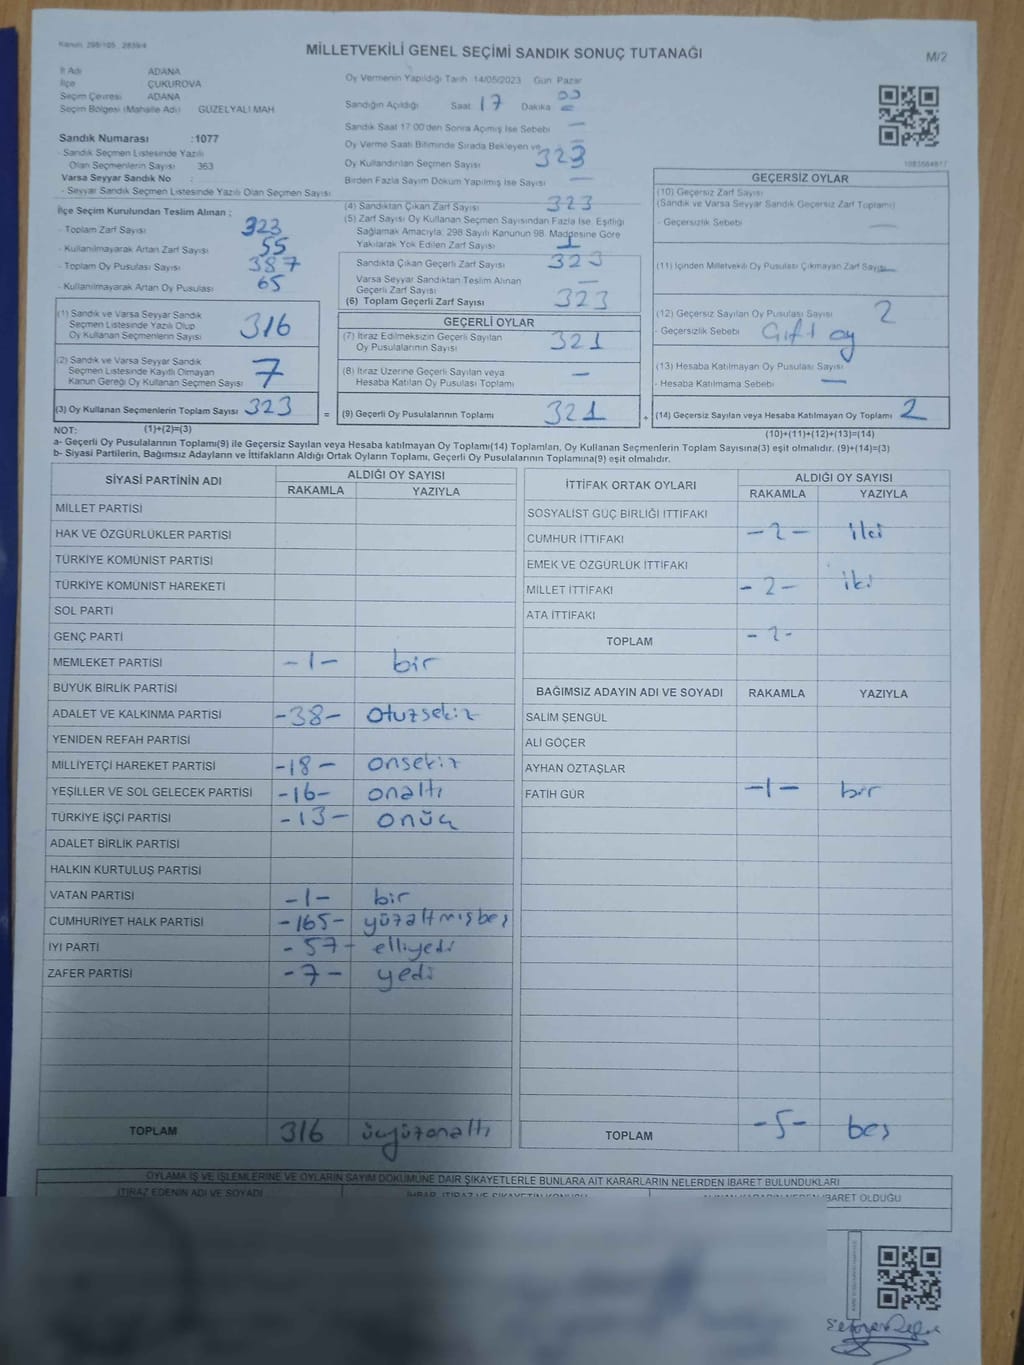 Kanun: 298/105 2839/4
MİLLETVEKİLİ GENEL SEÇİMİ SANDIK SONUÇ TUTANAĞI
M/2
İl Adı ADANA
İlçe ÇUKUROVA
Seçim Çevresi ADANA
Seçim Bölgesi (Mahalle Adı) GÜZELYALI MAH.
Sandık Numarası :1077
- Sandık Seçmen Listesinde Yazılı
Olan Seçmenlerin Sayısı 363
Varsa Seyyar Sandık No :
- Seyyar Sandık Seçmen Listesinde Yazılı Olan Seçmen Sayısı
Oy Vermenin Yapıldığı Tarih 14/05/2023 Gün Pazar
Sandığın Açıldığı Saat 17 Dakika 00
Sandık Saat 17:00'den Sonra Açılmış İse Sebebi —
Oy Verme Saati Bitiminde Sırada Bekleyen ve
Oy Kullandırılan Seçmen Sayısı 323
Birden Fazla Sayım Döküm Yapılmış İse Sayısı —
İlçe Seçim Kurulundan Teslim Alınan ;
- Toplam Zarf Sayısı 323
- Kullanılmayarak Artan Zarf Sayısı 55
- Toplam Oy Pusulası Sayısı 387
- Kullanılmayarak Artan Oy Pusulası 65
(1) Sandık ve Varsa Seyyar Sandık
Seçmen Listesinde Yazılı Olup
Oy Kullanan Seçmenlerin Sayısı 316
(2) Sandık ve Varsa Seyyar Sandık
Seçmen Listesinde Kayıtlı Olmayan
Kanun Gereği Oy Kullanan Seçmen Sayısı 7
(3) Oy Kullanan Seçmenlerin Toplam Sayısı 323
(4) Sandıktan Çıkan Zarf Sayısı 323
(5) Zarf Sayısı Oy Kullanan Seçmen Sayısından Fazla İse, Eşitliği
Sağlamak Amacıyla; 298 Sayılı Kanunun 98. Maddesine Göre
Yakılarak Yok Edilen Zarf Sayısı
Sandıkta Çıkan Geçerli Zarf Sayısı 323
Varsa Seyyar Sandıktan Teslim Alınan
Geçerli Zarf Sayısı —
(6) Toplam Geçerli Zarf Sayısı 323
GEÇERLİ OYLAR
(7) İtiraz Edilmeksizin Geçerli Sayılan
Oy Pusulalarının Sayısı 321
(8) İtiraz Üzerine Geçerli Sayılan veya
Hesaba Katılan Oy Pusulası Toplamı —
= (9) Geçerli Oy Pusulalarının Toplamı 321
1083664817
GEÇERSİZ OYLAR
(10) Geçersiz Zarf Sayısı
(Sandık ve Varsa Seyyar Sandık Geçersiz Zarf Toplamı)
- Geçersizlik Sebebi —
(11) İçinden Milletvekili Oy Pusulası Çıkmayan Zarf Sayısı —
(12) Geçersiz Sayılan Oy Pusulası Sayısı 2
- Geçersizlik Sebebi Çift oy
(13) Hesaba Katılmayan Oy Pusulası Sayısı
- Hesaba Katılmama Sebebi —
+ (14) Geçersiz Sayılan veya Hesaba Katılmayan Oy Toplamı 2
NOT: (1)+(2)=(3)
(10)+(11)+(12)+(13)=(14)
a- Geçerli Oy Pusulalarının Toplamı(9) ile Geçersiz Sayılan veya Hesaba katılmayan Oy Toplamı(14) Toplamları, Oy Kullanan Seçmenlerin Toplam Sayısına(3) eşit olmalıdır. (9)+(14)=(3)
b- Siyasi Partilerin, Bağımsız Adayların ve İttifakların Aldığı Ortak Oyların Toplamı, Geçerli Oy Pusulalarının Toplamına(9) eşit olmalıdır.
SİYASİ PARTİNİN ADI ALDIĞI OY SAYISI
RAKAMLA YAZIYLA
MİLLET PARTİSİ
HAK VE ÖZGÜRLÜKLER PARTİSİ
TÜRKİYE KOMÜNİST PARTİSİ
TÜRKİYE KOMÜNİST HAREKETİ
SOL PARTİ
GENÇ PARTİ
MEMLEKET PARTİSİ -1- bir
BÜYÜK BİRLİK PARTİSİ
ADALET VE KALKINMA PARTİSİ -38- otuzsekiz
YENİDEN REFAH PARTİSİ
MİLLİYETÇİ HAREKET PARTİSİ -18- onsekiz
YEŞİLLER VE SOL GELECEK PARTİSİ -16- onaltı
TÜRKİYE İŞÇİ PARTİSİ -13- onüç
ADALET BİRLİK PARTİSİ
HALKIN KURTULUŞ PARTİSİ
VATAN PARTİSİ -1- bir
CUMHURİYET HALK PARTİSİ -165- yüzaltmışbeş
İYİ PARTİ -57- elliyedi
ZAFER PARTİSİ -7- yedi
TOPLAM 316 üçyüzonaltı
İTTİFAK ORTAK OYLARI ALDIĞI OY SAYISI
RAKAMLA YAZIYLA
SOSYALİST GÜÇ BİRLİĞİ İTTİFAKI
CUMHUR İTTİFAKI -2- iki
EMEK VE ÖZGÜRLÜK İTTİFAKI
MİLLET İTTİFAKI -2- iki
ATA İTTİFAKI
TOPLAM -2-
BAĞIMSIZ ADAYIN ADI VE SOYADI RAKAMLA YAZIYLA
SALİM ŞENGÜL
ALİ GÖÇER
AYHAN ÖZTAŞLAR
FATİH GÜR -1- bir
TOPLAM -5- beş
OYLAMA İŞ VE İŞLEMLERİNE VE OYLARIN SAYIM DÖKÜMÜNE DAİR ŞİKAYETLERLE BUNLARA AİT KARARLARIN NELERDEN İBARET BULUNDUKLARI
İTİRAZ EDENİN ADI VE SOYADI
İBARET OLDUĞU